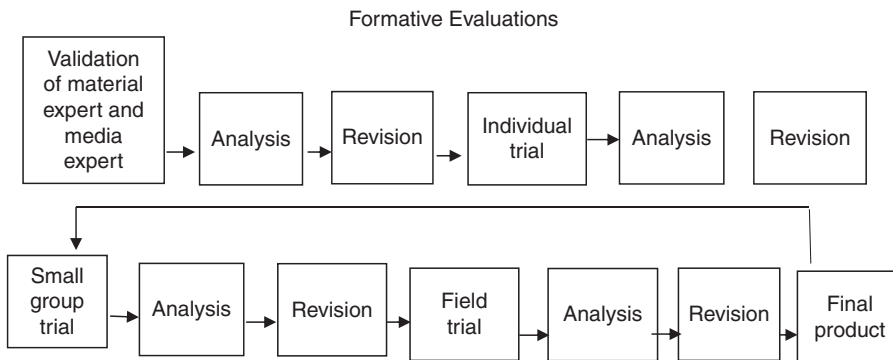 Formative Evaluations
Validation
of material
expert and
media
expert
Analysis
Revision
Individual
trial
Analysis
Revision
Small
group
trial
Analysis
Revision
Field
trial
Analysis
Revision
Final
product